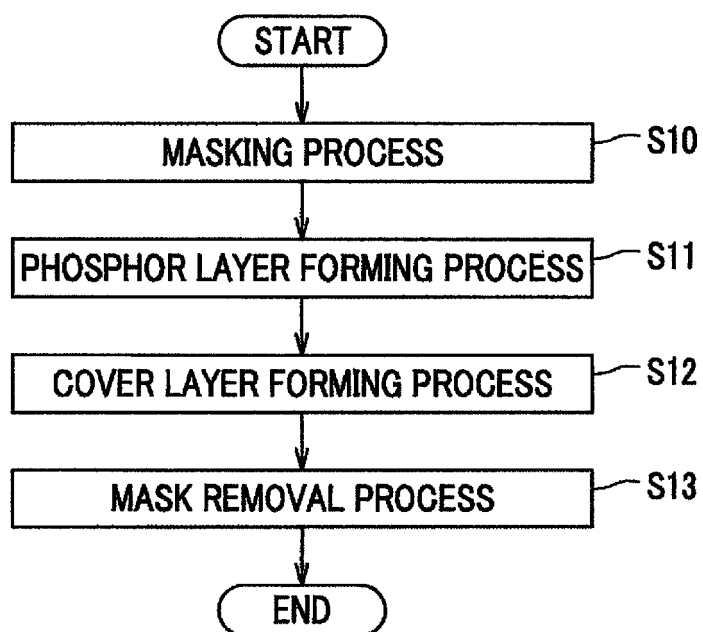 START
MASKING PROCESS
S10
PHOSPHOR LAYER FORMING PROCESS
S11
COVER LAYER FORMING PROCESS
S12
MASK REMOVAL PROCESS
S13
END